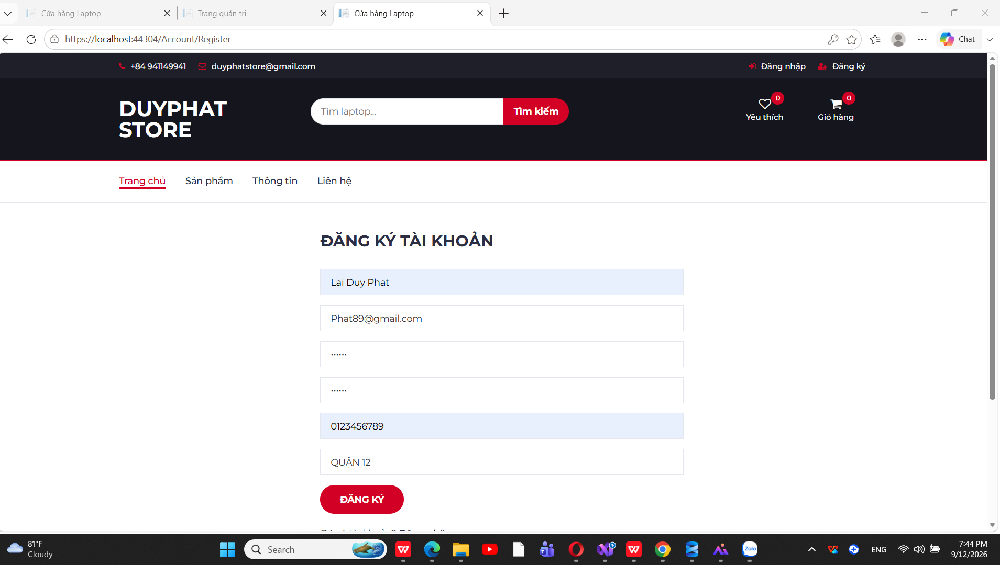 Cửa hàng Laptop
Trang quản trị
Cửa hàng Laptop
https://localhost:44304/Account/Register
Chat
+84 941149941
duyphatstore@gmail.com
Đăng nhập
Đăng ký
DUYPHAT
STORE
Tìm laptop...
Tìm kiếm
0
Yêu thích
0
Giỏ hàng
Trang chủ
Sản phẩm
Thông tin
Liên hệ
ĐĂNG KÝ TÀI KHOẢN
Lai Duy Phat
Phat89@gmail.com
••••••
••••••
0123456789
QUẬN 12
ĐĂNG KÝ
81°F
Cloudy
Search
Zalo
ENG
7:44 PM
9/12/2026